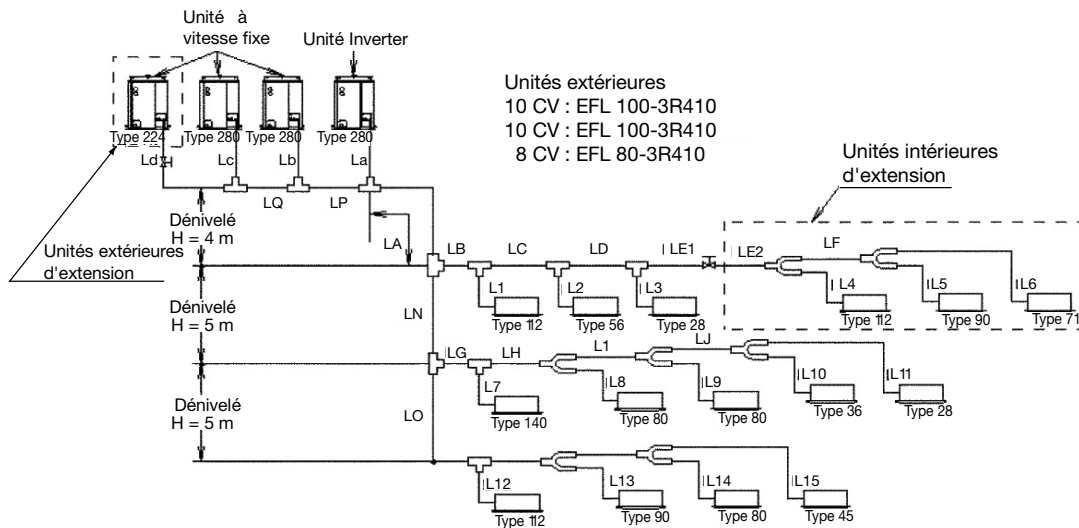 Unité à
vitesse fixe
Unité Inverter
Unités extérieures
10 CV : EFL 100-3R410
10 CV : EFL 100-3R410
8 CV : EFL 80-3R410
Type 224
Type 280
Type 280
Type 280
Ld
H
Lc
Lb
La
LQ
LP
LA
Unités intérieures
d'extension
Dénivelé
H = 4 m
Unités extérieures
d'extension
LB
LC
LD
LE1
LE2
LF
L1
L2
L3
L4
L5
L6
Type 112
Type 56
Type 28
Type 112
Type 90
Type 71
Dénivelé
H = 5 m
LN
LG
LH
L1
LJ
L7
L8
L9
L10
L11
Type 140
Type 80
Type 80
Type 36
Type 28
Dénivelé
H = 5 m
LO
L12
L13
L14
L15
Type 112
Type 90
Type 80
Type 45